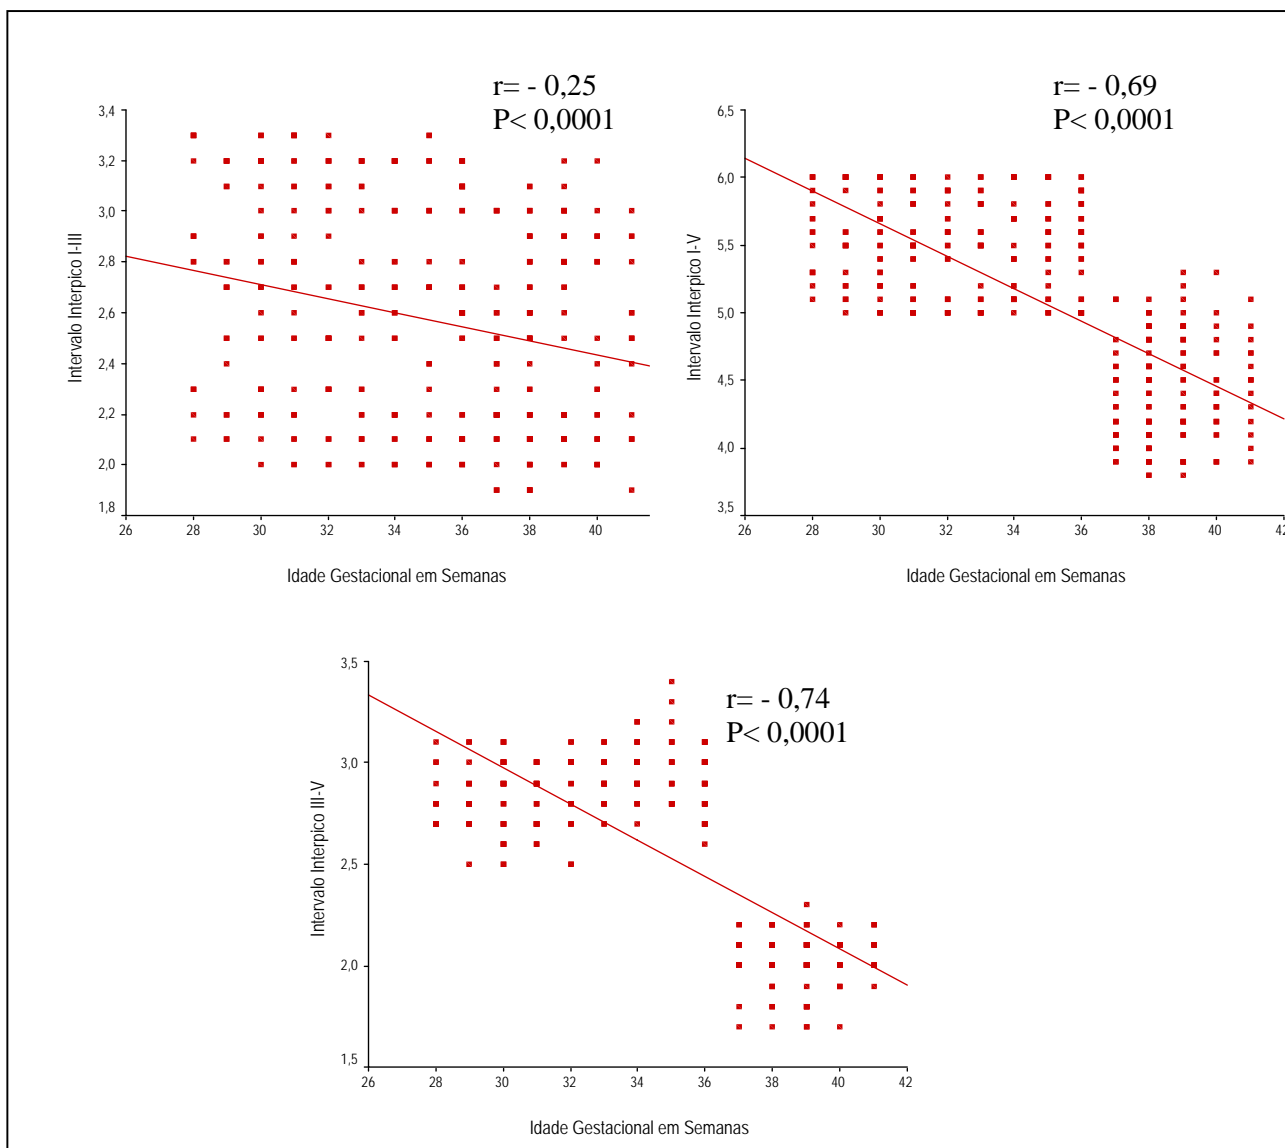 r= - 0,25
P< 0,0001
3,4
3,2
3,0
2,8
2,6
2,4
2,2
2,0
1,8
Intervalo Interpico I-III
26 28 30 32 34 36 38 40
Idade Gestacional em Semanas
r= - 0,69
P< 0,0001
6,5
6,0
5,5
5,0
4,5
4,0
3,5
Intervalo Interpico I-V
26 28 30 32 34 36 38 40 42
Idade Gestacional em Semanas
r= - 0,74
P< 0,0001
3,5
3,0
2,5
2,0
1,5
Intervalo Interpico III-V
26 28 30 32 34 36 38 40 42
Idade Gestacional em Semanas